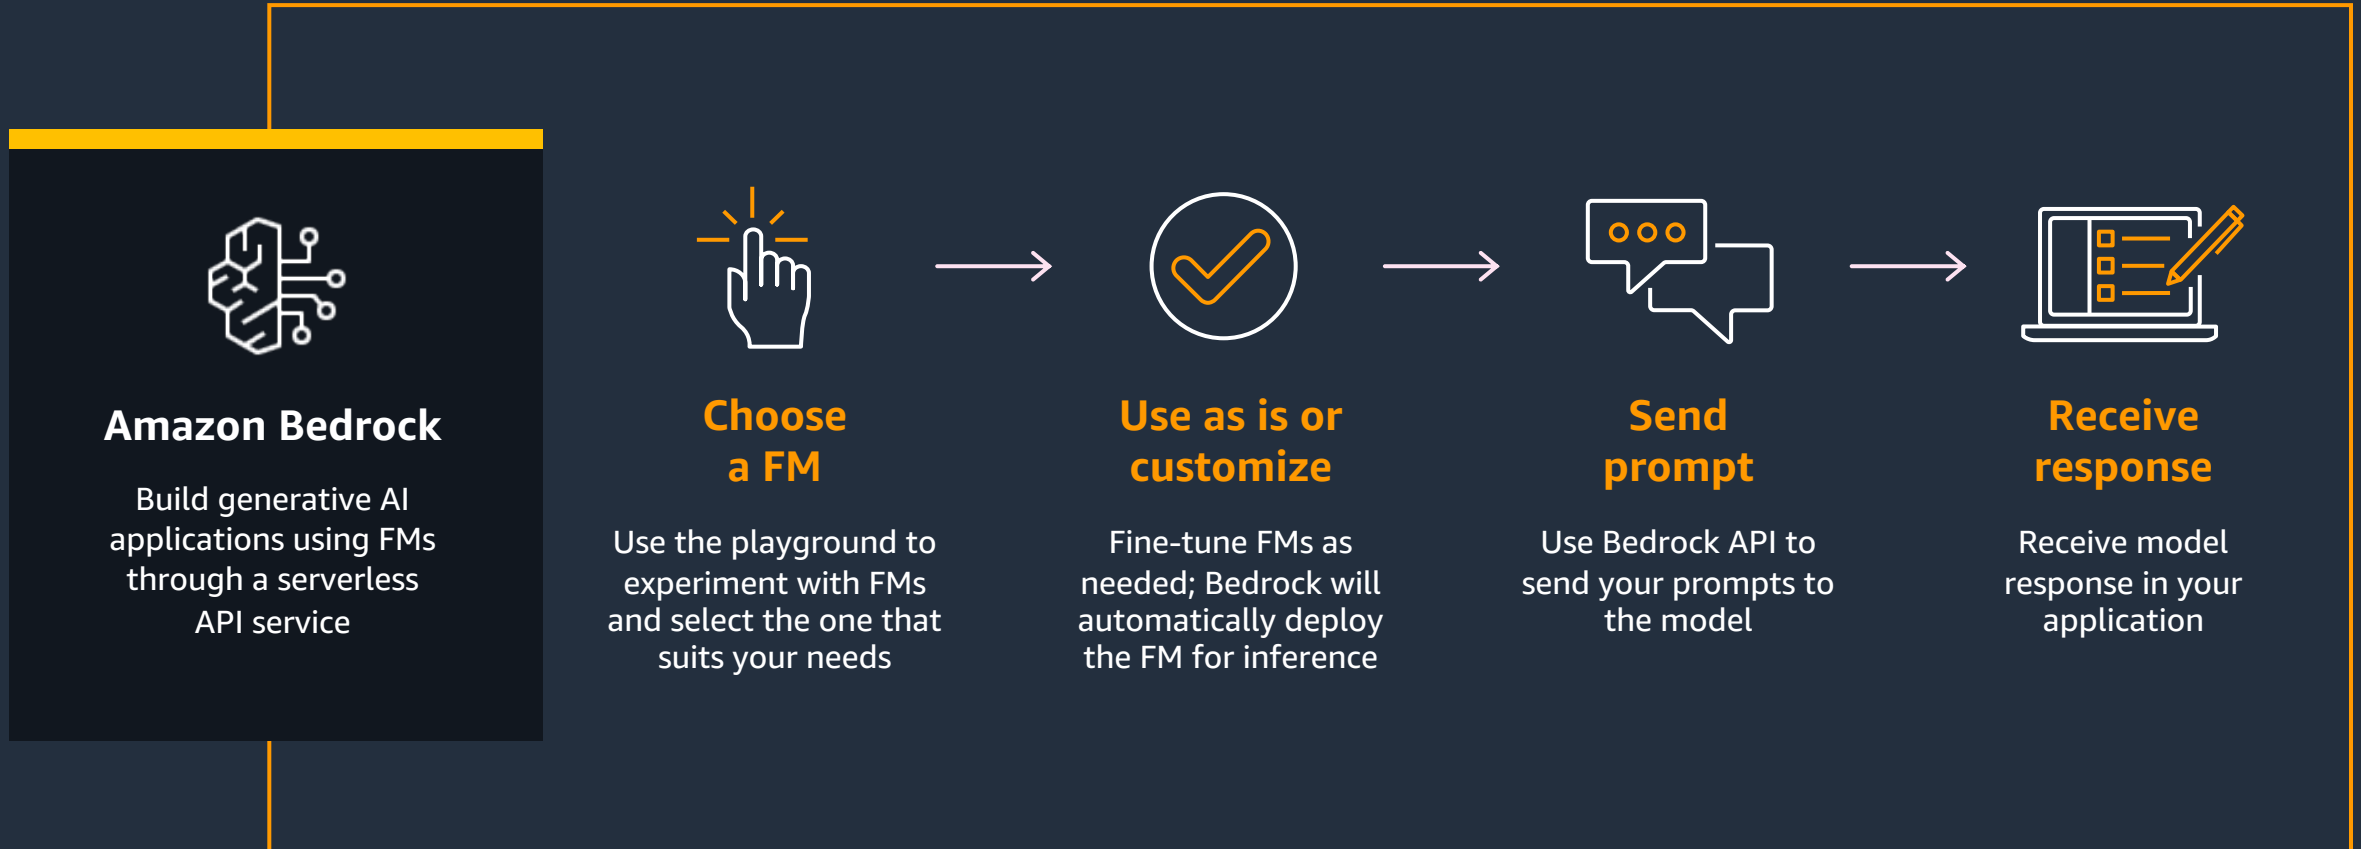 Amazon Bedrock
Build generative AI
applications using FMs
through a serverless
API service
Choose
a FM
Use the playground to
experiment with FMs
and select the one that
suits your needs
Use as is or
customize
Fine-tune FMs as
needed; Bedrock will
automatically deploy
the FM for inference
Send
prompt
Use Bedrock API to
send your prompts to
the model
Receive
response
Receive model
response in your
application